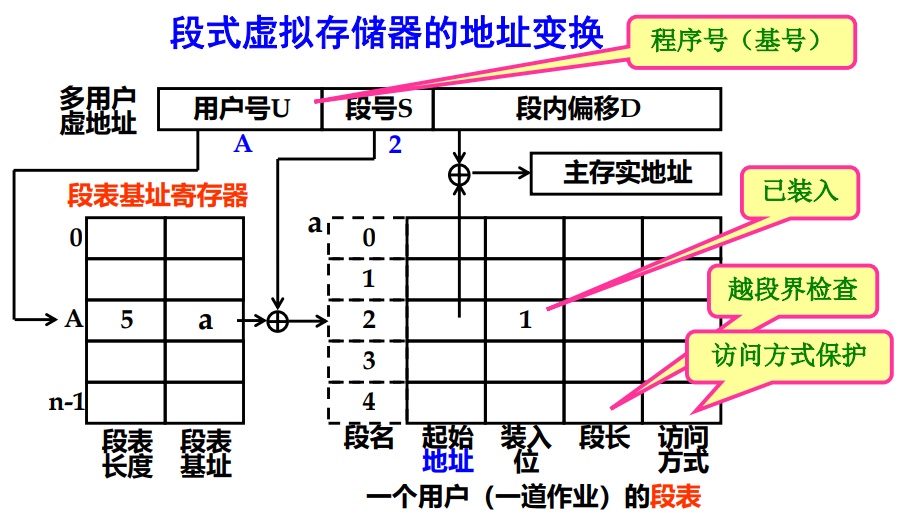 段式虚拟存储器的地址变换
程序号（基号）
多用户
虚地址
用户号U
段号S
段内偏移D
A
2
主存实地址
段表基址寄存器
已装入
a
0
0
1
越段界检查
A
5
a
2
1
访问方式保护
3
n-1
4
段表
长度
段表
基址
段名
起始
地址
装入
位
段长
访问
方式
一个用户（一道作业）的段表